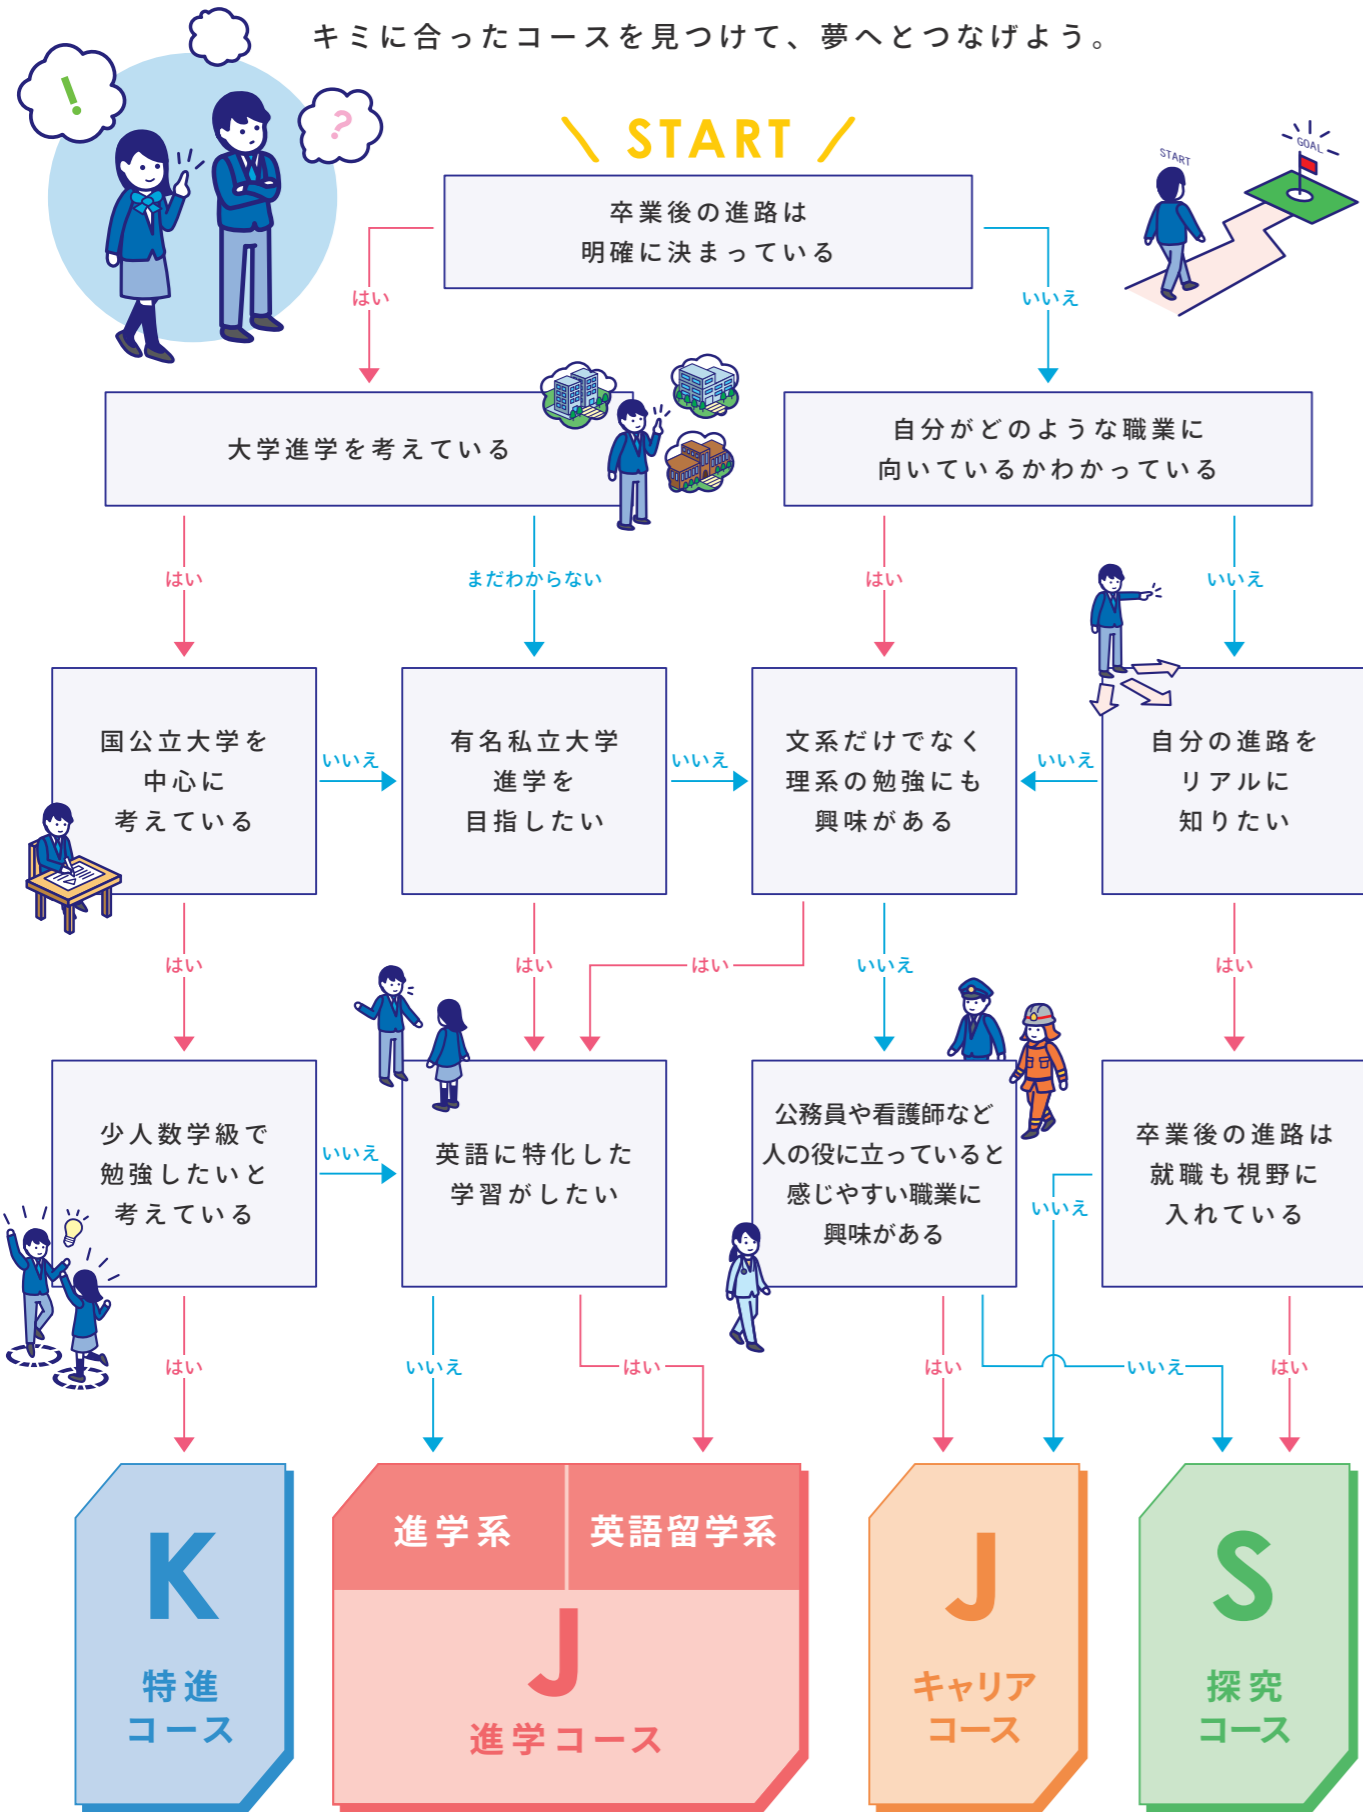 キミに合ったコースを見つけて、夢へとつなげよう。
!
?
START
START
GOAL
卒業後の進路は
明確に決まっている
はい
いいえ
大学進学を考えている
自分がどのような職業に
向いているかわかっている
はい
まだわからない
はい
いいえ
国公立大学を
中心に
考えている
いいえ
有名私立大学
進学を
目指したい
いいえ
文系だけでなく
理系の勉強にも
興味がある
いいえ
自分の進路を
リアルに
知りたい
はい
はい
はい
いいえ
はい
少人数学級で
勉強したいと
考えている
いいえ
英語に特化した
学習がしたい
公務員や看護師など
人の役に立っていると
感じやすい職業に
興味がある
いいえ
卒業後の進路は
就職も視野に
入れている
はい
いいえ
はい
はい
いいえ
はい
K
特進
コース
進学系
英語留学系
J
進学コース
J
キャリア
コース
S
探究
コース